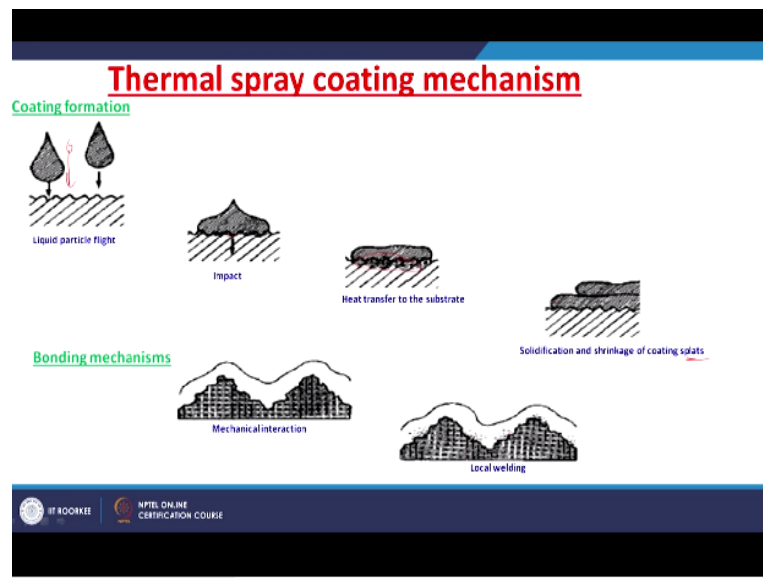 Thermal spray coating mechanism
Coating formation
Liquid particle flight
Impact
Heat transfer to the substrate
Solidification and shrinkage of coating splats
Bonding mechanisms
Mechanical interaction
Local welding
IIT ROORKEE
NPTEL ONLINE
CERTIFICATION COURSE